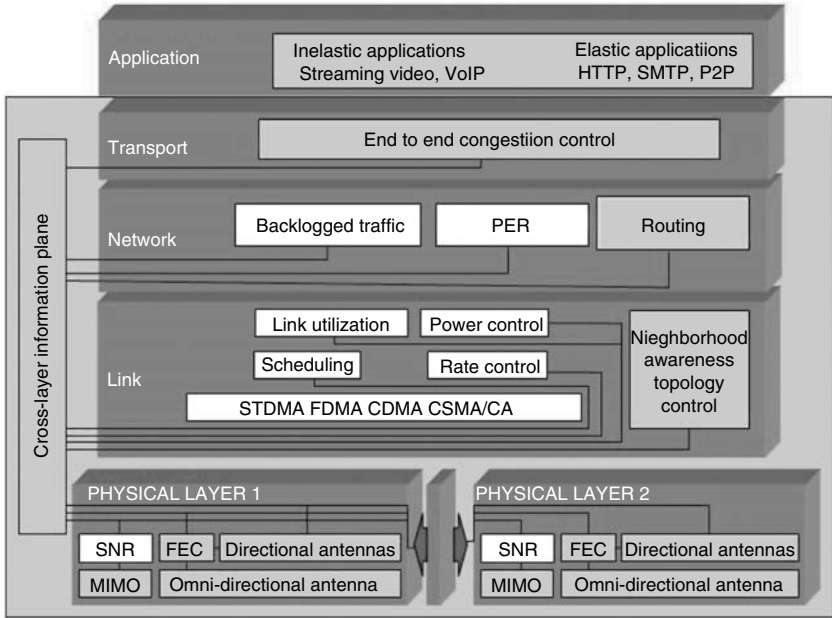 Application
Inelastic applications
Streaming video, VoIP
Elastic applicatiions
HTTP, SMTP, P2P
Transport
End to end congestiion control
Cross-layer information plane
Network
Backlogged traffic
PER
Routing
Link
Link utilization
Power control
Scheduling
Rate control
STDMA FDMA CDMA CSMA/CA
Nieghborhood
awareness
topology
control
PHYSICAL LAYER 1
SNR
FEC
Directional antennas
MIMO
Omni-directional antenna
PHYSICAL LAYER 2
SNR
FEC
Directional antennas
MIMO
Omni-directional antenna